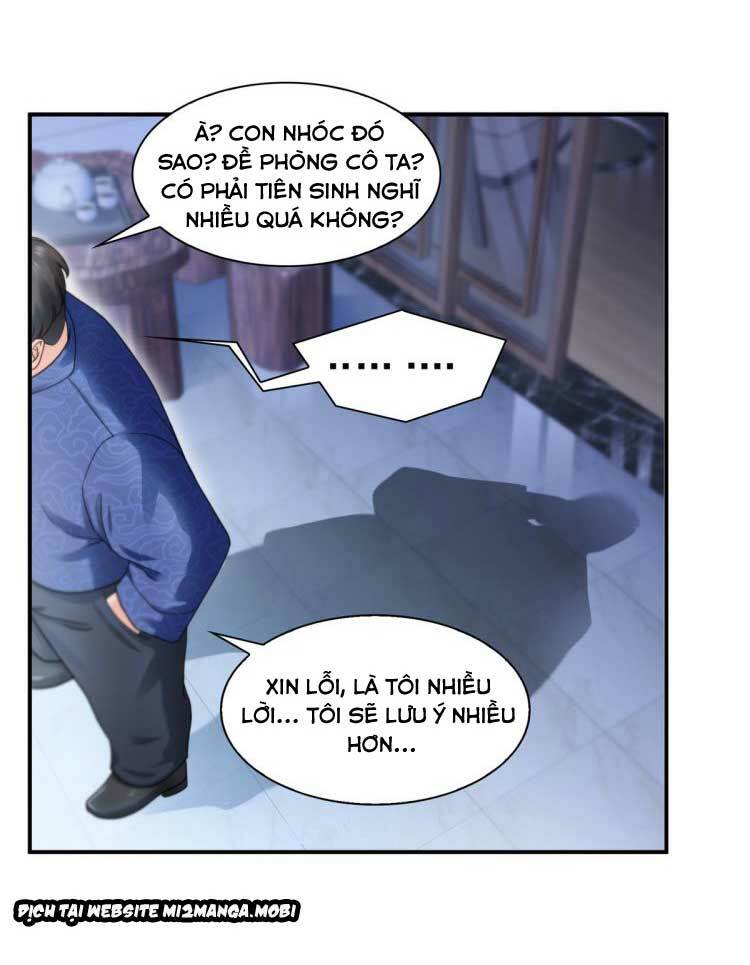 À? CON NHÓC ĐÓ
SAO? ĐỀ PHÒNG CÔ TA?
CÓ PHẢI TIÊN SINH NGHĨ
NHIỀU QUÁ KHÔNG?
...... ....
XIN LỖI, LÀ TÔI NHIỀU
LỜI... TÔI SẼ LƯU Ý NHIỀU
HƠN...
DỊCH TẠI WEBSITE MI2MANGA.MOBI